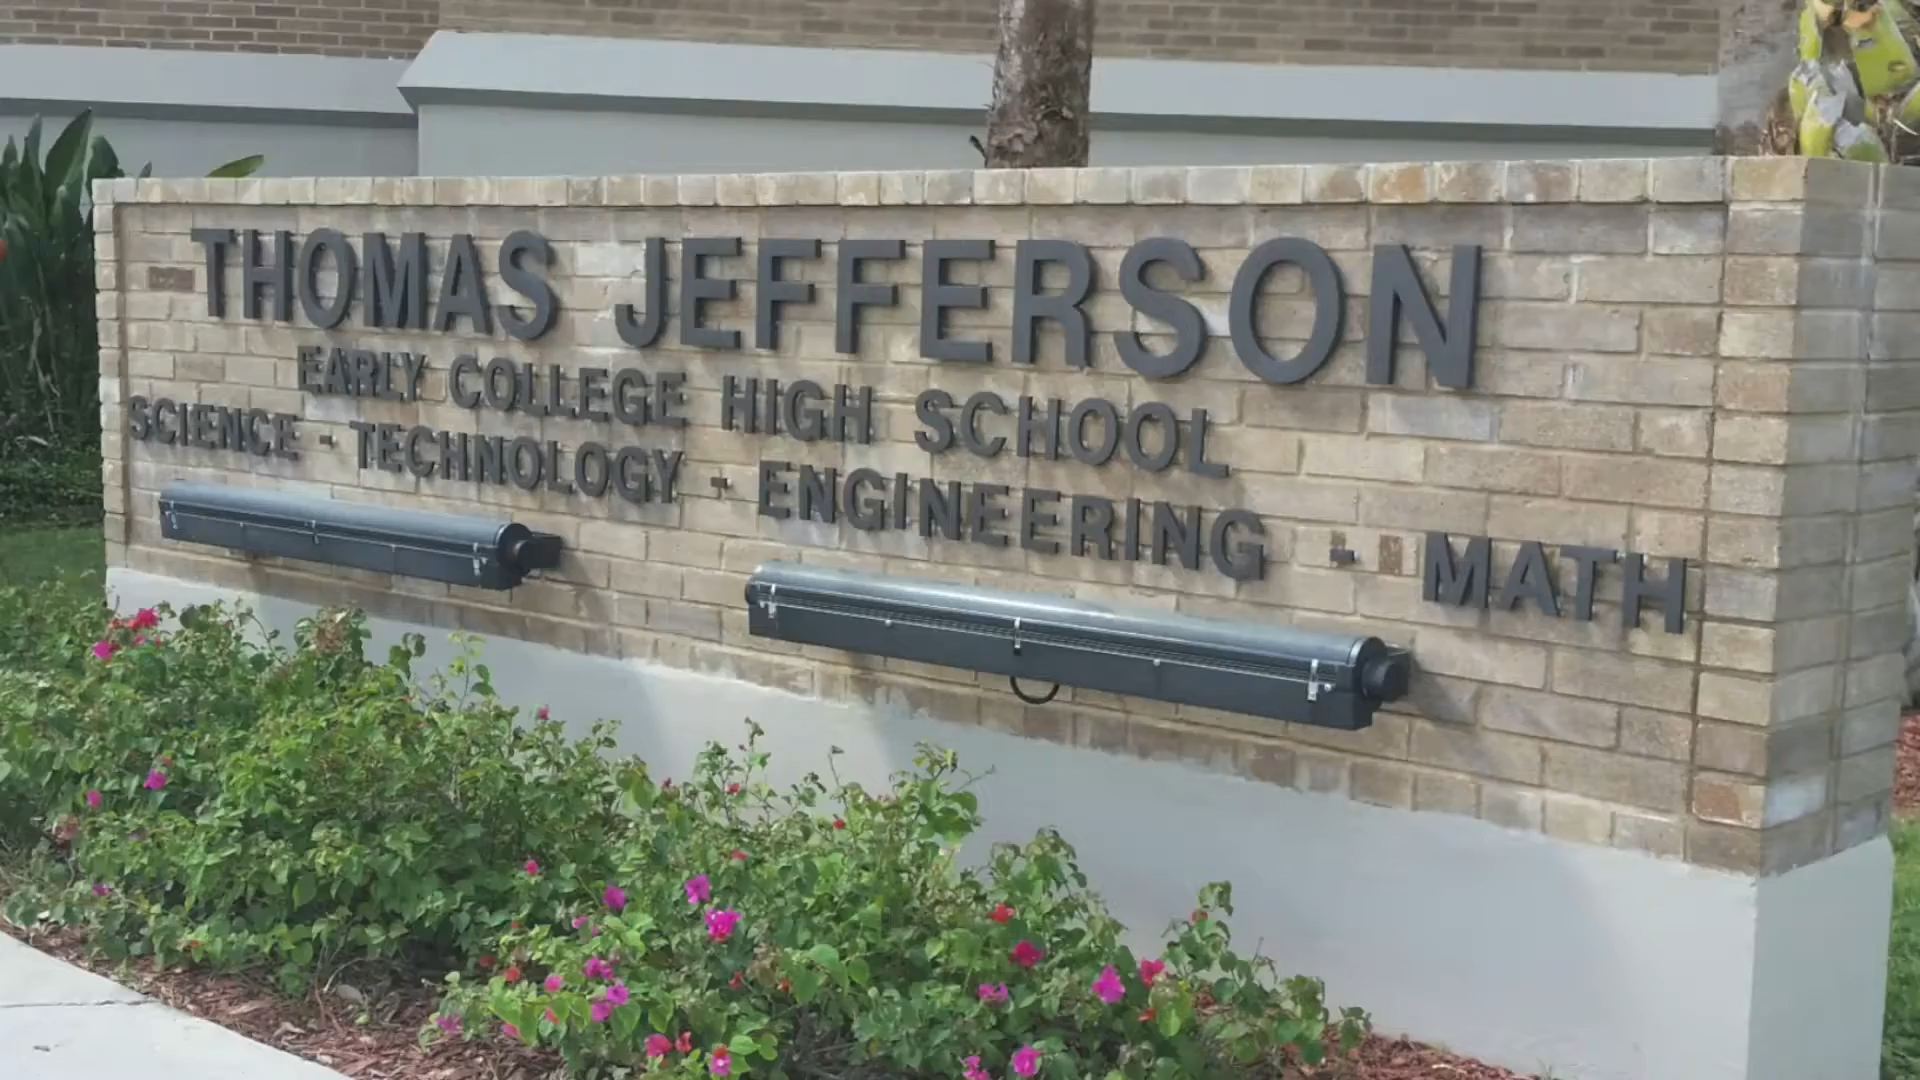 THOMAS JEFFERSON
EARLY COLLEGE HIGH SCHOOL
SCIENCE - TECHNOLOGY - ENGINEERING - MATH